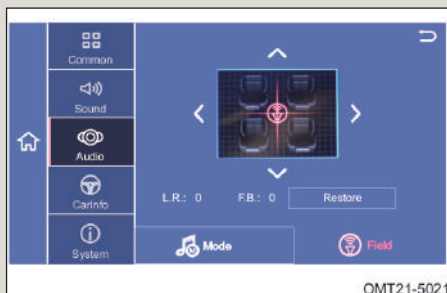 Common
Sound
Audio
CarInfo
System
L.R.: 0 F.B.: 0 Restore
Mode Field
OMT21-5021